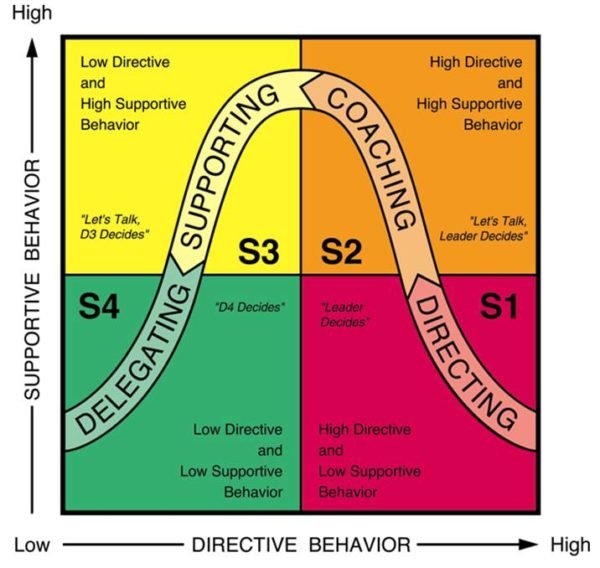 High
Low Directive
and
High Supportive
Behavior
"Let's Talk,
D3 Decides"
S3
SUPPORTING
High Directive
and
High Supportive
Behavior
"Let's Talk,
Leader Decides"
S2
COACHING
SUPPORTIVE BEHAVIOR
S4
"D4 Decides"
DELEGATING
Low Directive
and
Low Supportive
Behavior
"Leader
Decides"
S1
DIRECTING
High Directive
and
Low Supportive
Behavior
Low
DIRECTIVE BEHAVIOR
High